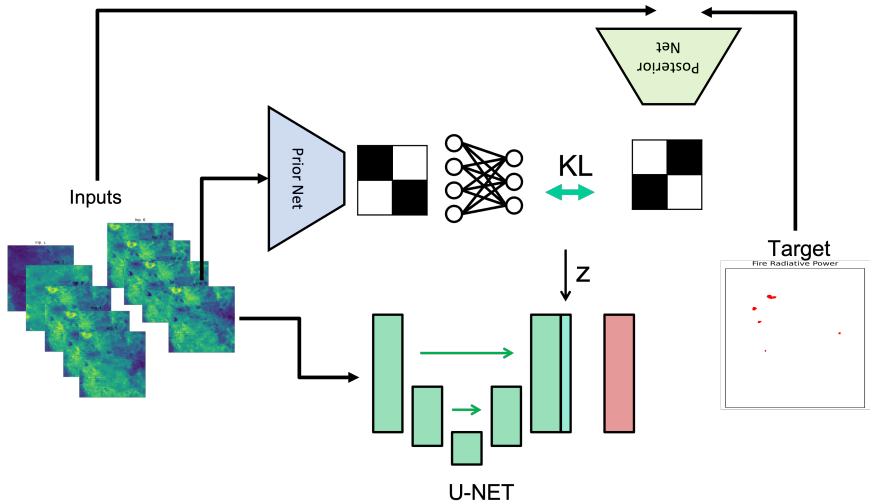 Posterior
Net
Prior Net
KL
Inputs
Target
Fire Radiative Power
z
U-NET